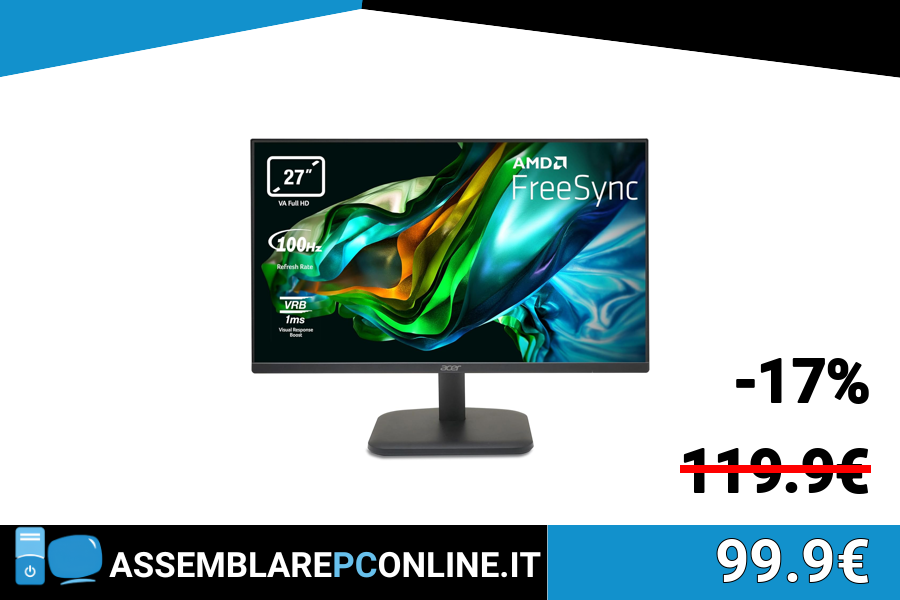 27"
VA Full HD
AMD
FreeSync
100Hz
Refresh Rate
VRB
1ms
Visual Response
Boost
acer
-17%
119.9€
ASSEMBLAREPCONLINE.IT
99.9€